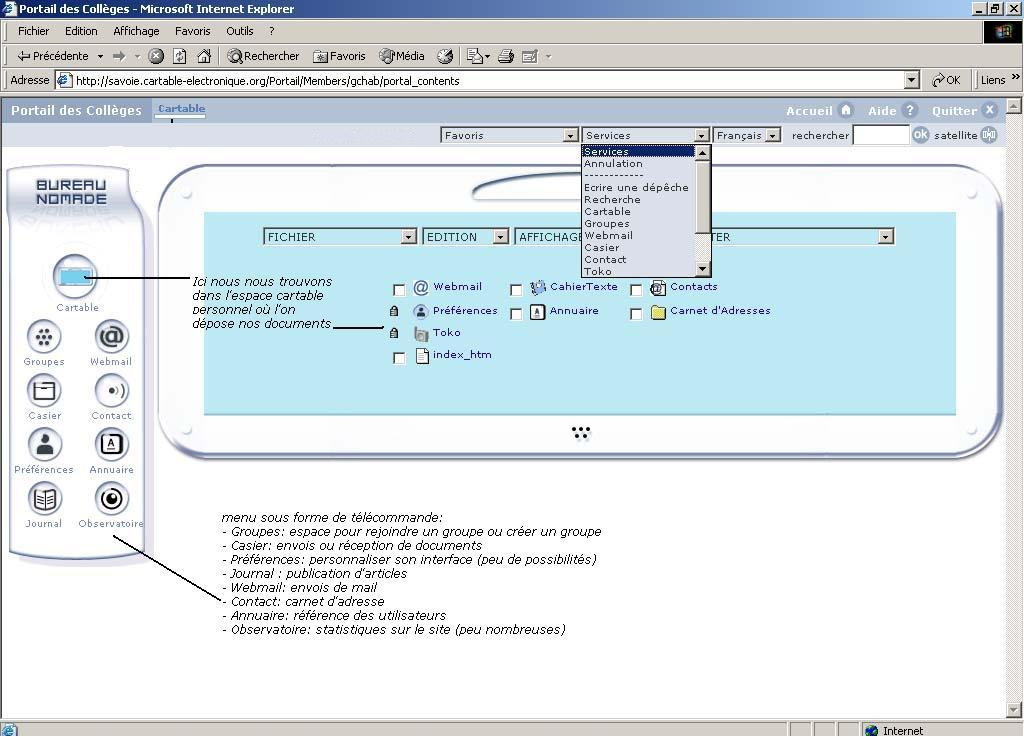 Portail des Collèges - Microsoft Internet Explorer
Fichier Edition Affichage Favoris Outils ?
Précédente Rechercher Favoris Média
Adresse http://savoie.cartable-electronique.org/Portail/Members/gchab/portal_contents OK Liens »
Portail des Collèges Cartable Accueil Aide ? Quitter X
Favoris Services Français rechercher ok satellite
Services
Annulation
------------
Ecrire une dépêche
Recherche
Cartable
Groupes
Webmail
Casier
Contact
Toko
BUREAU
NOMADE
FICHIER EDITION AFFICHAGE TER
Cartable
Groupes Webmail
Casier Contact
Préférences Annuaire
Journal Observatoire
Ici nous nous trouvons
dans l'espace cartable
personnel où l'on
dépose nos documents
Webmail CahierTexte Contacts
Préférences Annuaire Carnet d'Adresses
Toko
index_htm
menu sous forme de télécommande:
- Groupes: espace pour rejoindre un groupe ou créer un groupe
- Casier: envois ou réception de documents
- Préférences: personnaliser son interface (peu de possibilités)
- Journal : publication d'articles
- Webmail: envois de mail
- Contact: carnet d'adresse
- Annuaire: référence des utilisateurs
- Observatoire: statistiques sur le site (peu nombreuses)
Internet